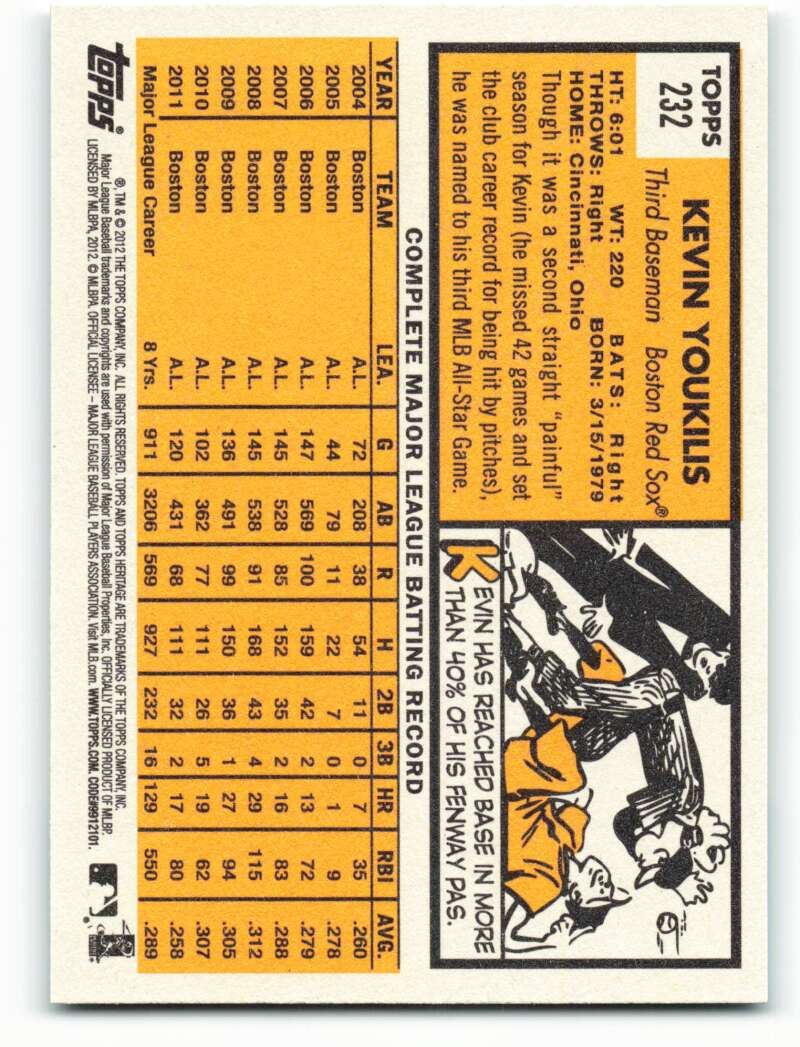 TOPPS
232
KEVIN YOUKILIS
Third Baseman Boston Red Sox®
HT: 6:01 WT: 220 BATS: Right
THROWS: Right BORN: 3/15/1979
HOME: Cincinnati, Ohio
Though it was a second straight "painful"
season for Kevin (he missed 42 games and set
the club career record for being hit by pitches),
he was named to his third MLB All-Star Game.
KEVIN HAS REACHED BASE IN MORE
THAN 40% OF HIS FENWAY PAS.
COMPLETE MAJOR LEAGUE BATTING RECORD
YEAR TEAM LEA. G AB R H 2B 3B HR RBI AVG.
2004 Boston A.L. 72 208 38 54 11 0 7 35 .260
2005 Boston A.L. 44 79 11 22 7 0 1 9 .278
2006 Boston A.L. 147 569 100 159 42 2 13 72 .279
2007 Boston A.L. 145 528 85 152 35 2 16 83 .288
2008 Boston A.L. 145 538 91 168 43 4 29 115 .312
2009 Boston A.L. 136 491 99 150 36 1 27 94 .305
2010 Boston A.L. 102 362 77 111 26 5 19 62 .307
2011 Boston A.L. 120 431 68 111 32 2 17 80 .258
Major League Career 8 Yrs. 911 3206 569 927 232 16 129 550 .289
topps®
®, TM & © 2012 THE TOPPS COMPANY, INC. ALL RIGHTS RESERVED. TOPPS AND TOPPS HERITAGE ARE TRADEMARKS OF THE TOPPS COMPANY, INC.
Major League Baseball trademarks and copyrights are used with permission of Major League Baseball Properties, Inc. OFFICIALLY LICENSED PRODUCT OF MLBP.
LICENSED BY MLBPA, 2012. © MLBPA. OFFICIAL LICENSEE – MAJOR LEAGUE BASEBALL PLAYERS ASSOCIATION. Visit MLB.com. WWW.TOPPS.COM. CODE#9912101.